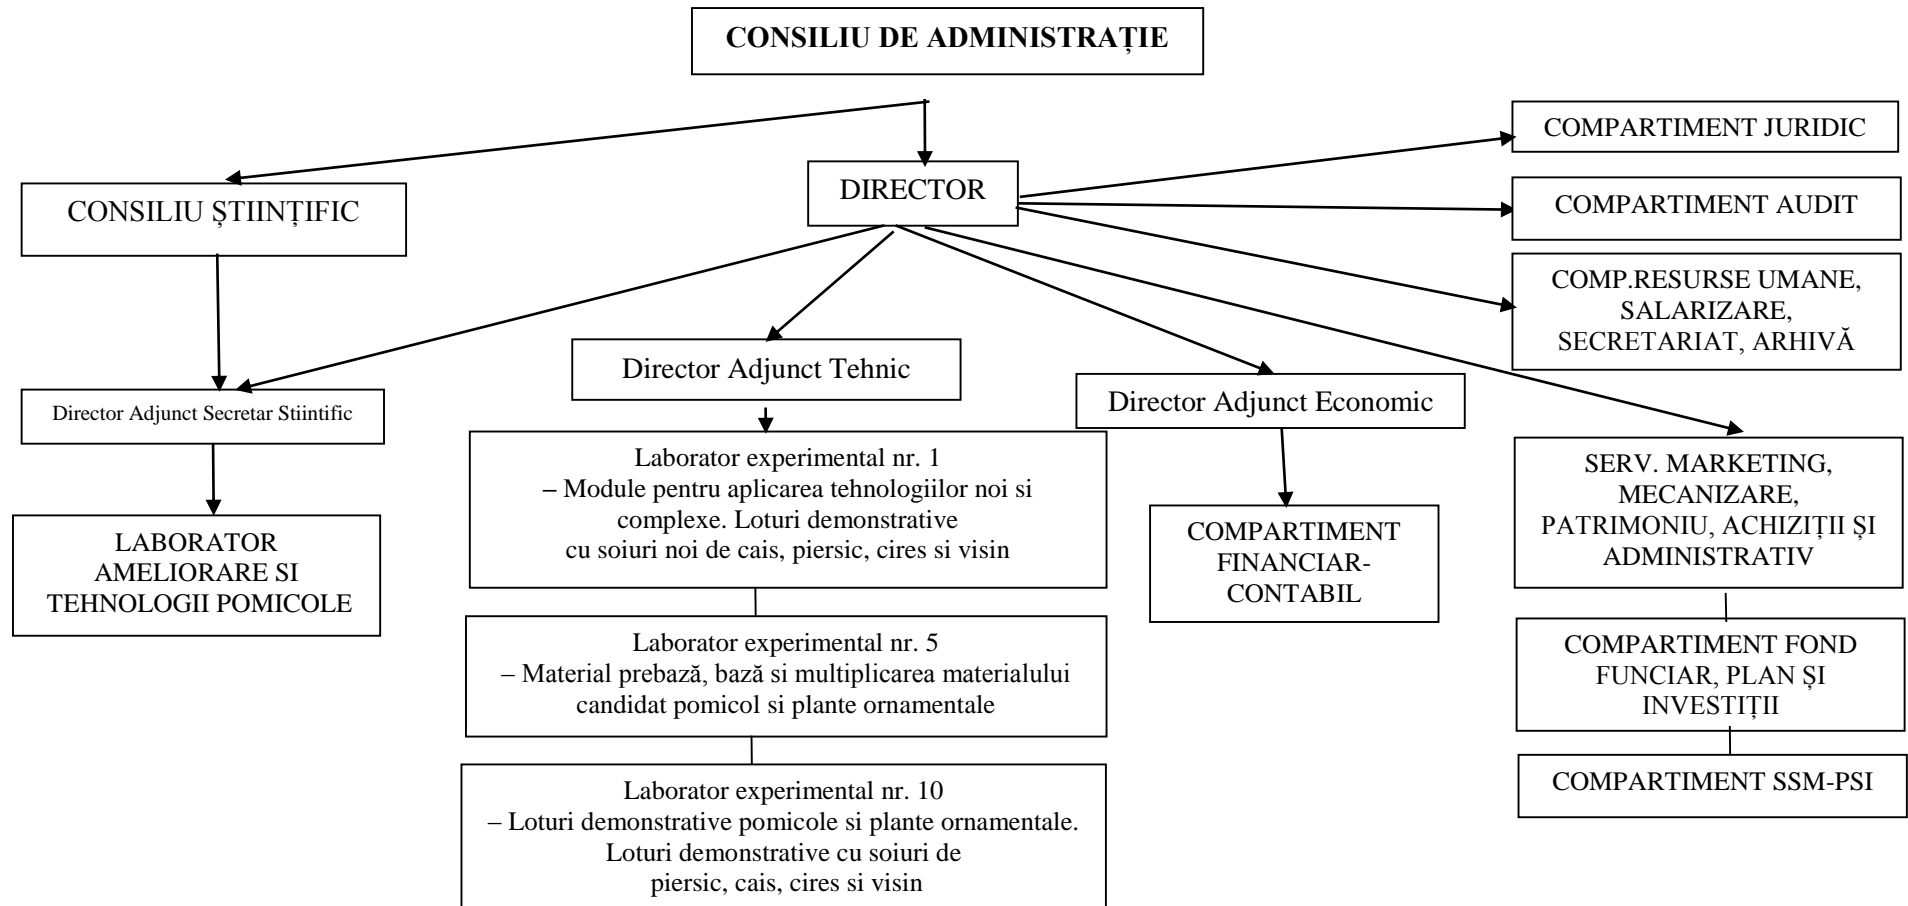 CONSILIU DE ADMINISTRAȚIE
COMPARTIMENT JURIDIC
DIRECTOR
CONSILIU ȘTIINȚIFIC
COMPARTIMENT AUDIT
COMP.RESURSE UMANE,
SALARIZARE,
SECRETARIAT, ARHIVĂ
Director Adjunct Tehnic
Director Adjunct Economic
Director Adjunct Secretar Stiintific
Laborator experimental nr. 1
– Module pentru aplicarea tehnologiilor noi si
complexe. Loturi demonstrative
cu soiuri noi de cais, piersic, cires si visin
SERV. MARKETING,
MECANIZARE,
PATRIMONIU, ACHIZIȚII ȘI
ADMINISTRATIV
LABORATOR
AMELIORARE SI
TEHNOLOGII POMICOLE
COMPARTIMENT
FINANCIAR-
CONTABIL
Laborator experimental nr. 5
– Material prebază, bază si multiplicarea materialului
candidat pomicol si plante ornamentale
COMPARTIMENT FOND
FUNCIAR, PLAN ȘI
INVESTIȚII
COMPARTIMENT SSM-PSI
Laborator experimental nr. 10
– Loturi demonstrative pomicole si plante ornamentale.
Loturi demonstrative cu soiuri de
piersic, cais, cires si visin